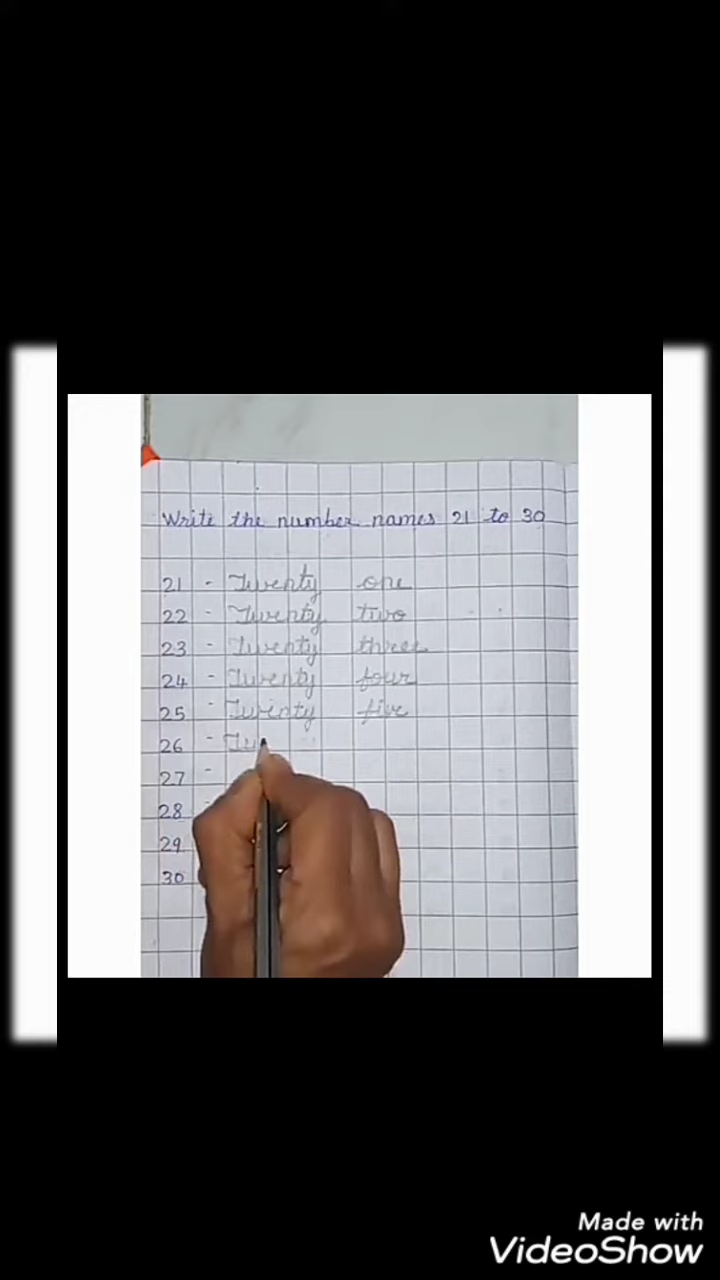 Write the number names 21 to 30
21 - Twenty one
22 - Twenty two
23 - Twenty three
24 - Twenty four
25 - Twenty five
26 - Tw
27 -
28 -
29
30
Made with
VideoShow